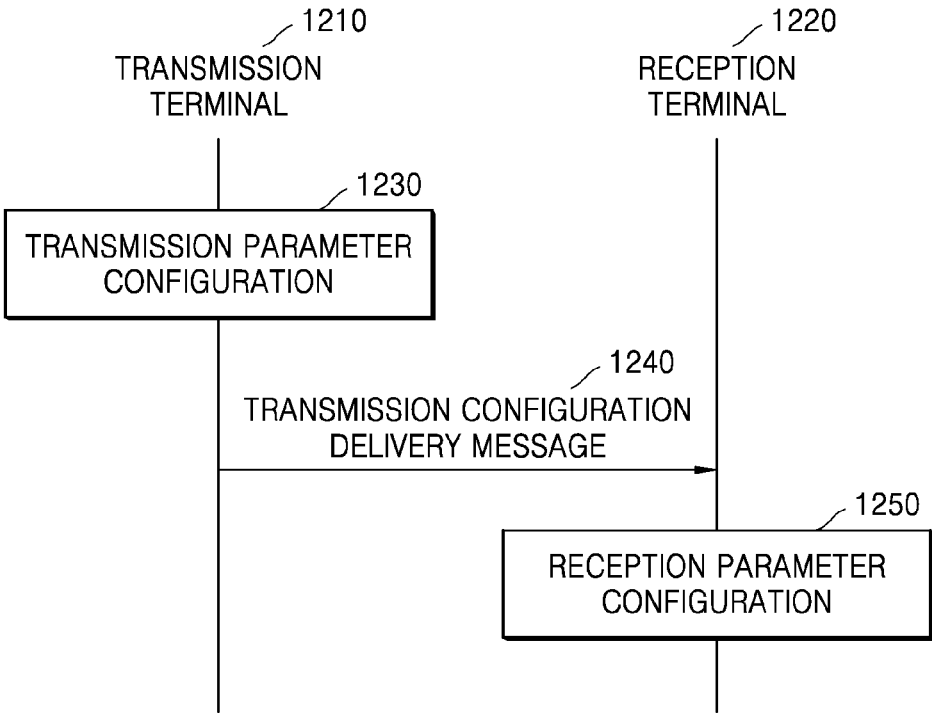 1210
TRANSMISSION
TERMINAL
1220
RECEPTION
TERMINAL
1230
TRANSMISSION PARAMETER
CONFIGURATION
1240
TRANSMISSION CONFIGURATION
DELIVERY MESSAGE
1250
RECEPTION PARAMETER
CONFIGURATION